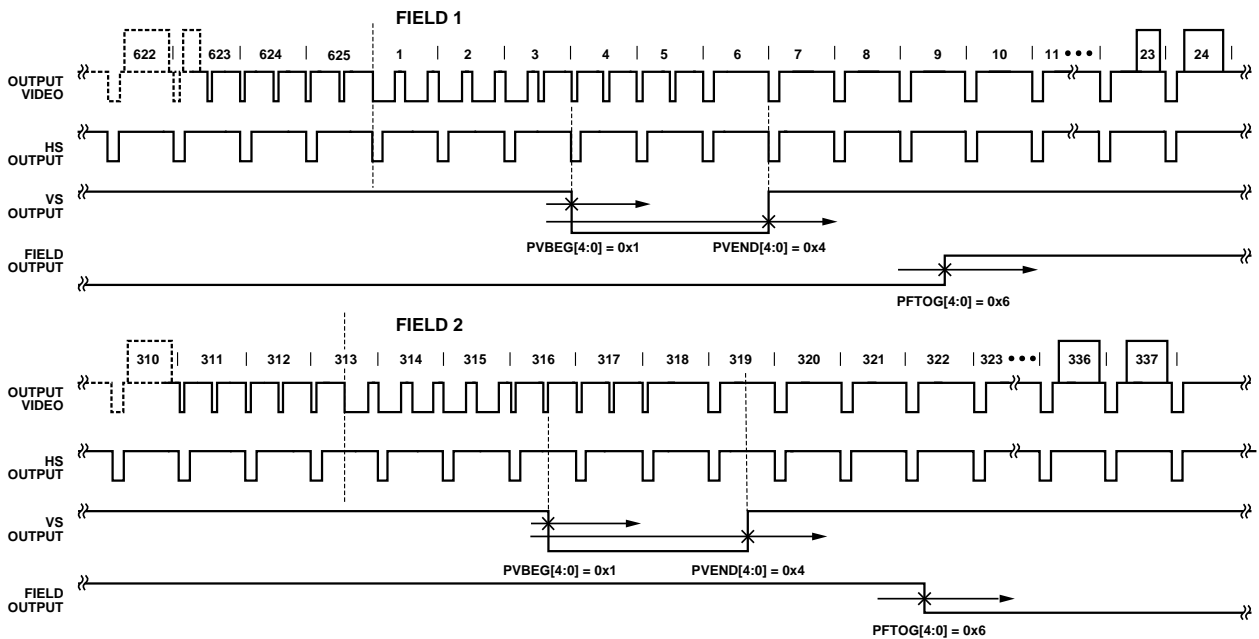 FIELD 1
622 | 623 | 624 | 625 | 1 | 2 | 3 | 4 | 5 | 6 | 7 | 8 | 9 | 10 | 11 ••• | 23 | 24 |
OUTPUT
VIDEO
HS
OUTPUT
VS
OUTPUT
PVBEG[4:0] = 0x1 PVEND[4:0] = 0x4
FIELD
OUTPUT
PFTOG[4:0] = 0x6
FIELD 2
310 | 311 | 312 | 313 | 314 | 315 | 316 | 317 | 318 | 319 | 320 | 321 | 322 | 323 ••• | 336 | 337 |
OUTPUT
VIDEO
HS
OUTPUT
VS
OUTPUT
PVBEG[4:0] = 0x1 PVEND[4:0] = 0x4
FIELD
OUTPUT
PFTOG[4:0] = 0x6